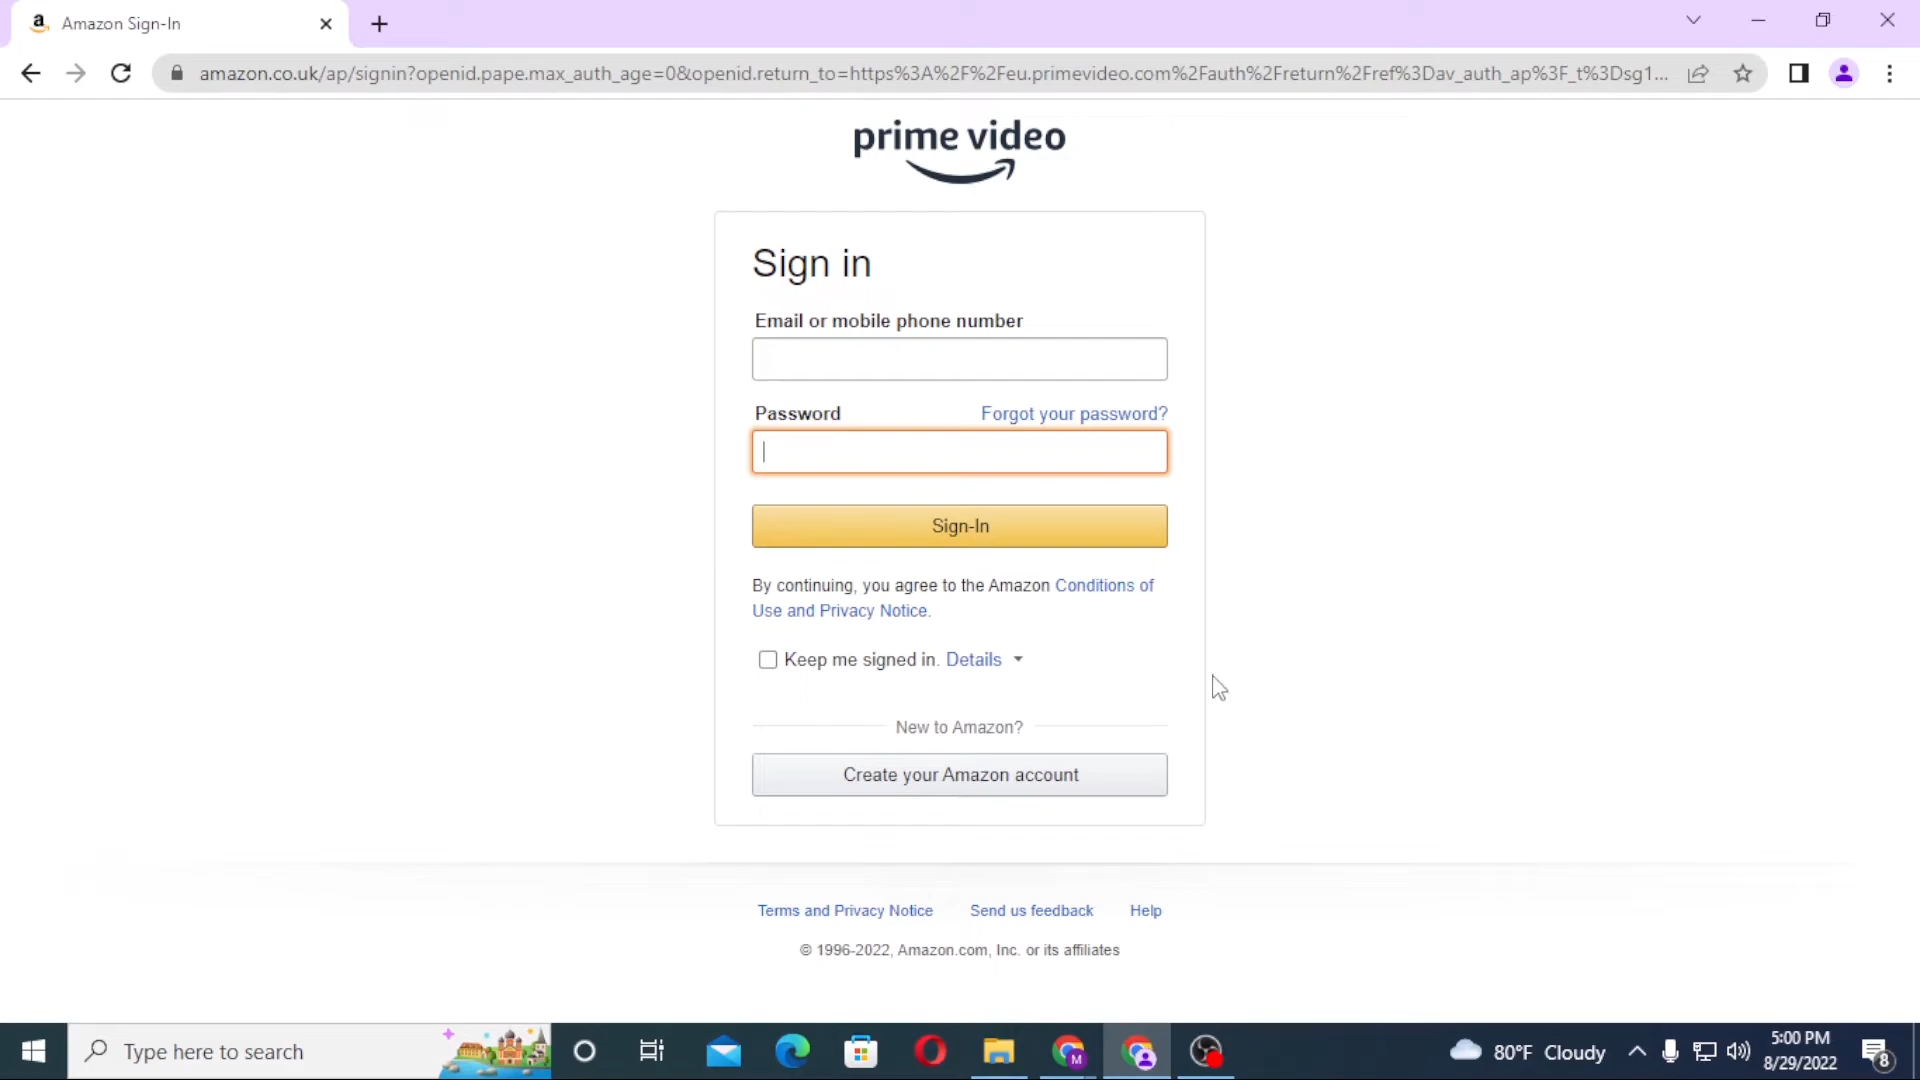 Amazon Sign-In
amazon.co.uk/ap/signin?openid.pape.max_auth_age=0&openid.return_to=https%3A%2F%2Feu.primevideo.com%2Fauth%2Freturn%2Fref%3Dav_auth_ap%3F_t%3Dsg1...
prime video
Sign in
Email or mobile phone number
Password
Forgot your password?
Sign-In
By continuing, you agree to the Amazon Conditions of
Use and Privacy Notice.
Keep me signed in. Details
New to Amazon?
Create your Amazon account
Terms and Privacy Notice
Send us feedback
Help
© 1996-2022, Amazon.com, Inc. or its affiliates
Type here to search
M
80°F Cloudy
5:00 PM
8/29/2022
8